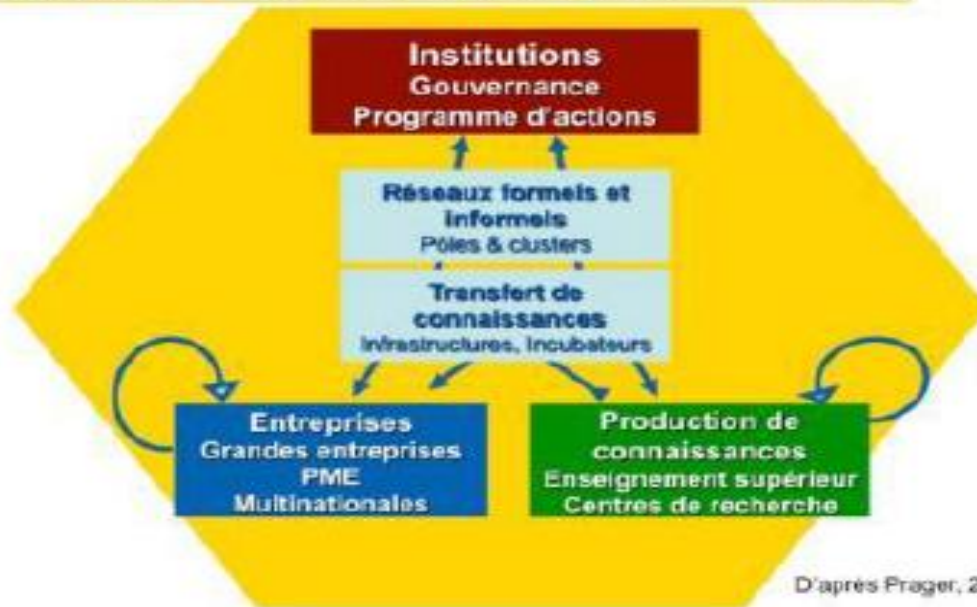 Institutions
Gouvernance
Programme d'actions
Réseaux formels et
informels
Pôles & clusters
Transfert de
connaissances
Infrastructures, Incubateurs
Entreprises
Grandes entreprises
PME
Multinationales
Production de
connaissances
Enseignement supérieur
Centres de recherche
D'après Prager, 2